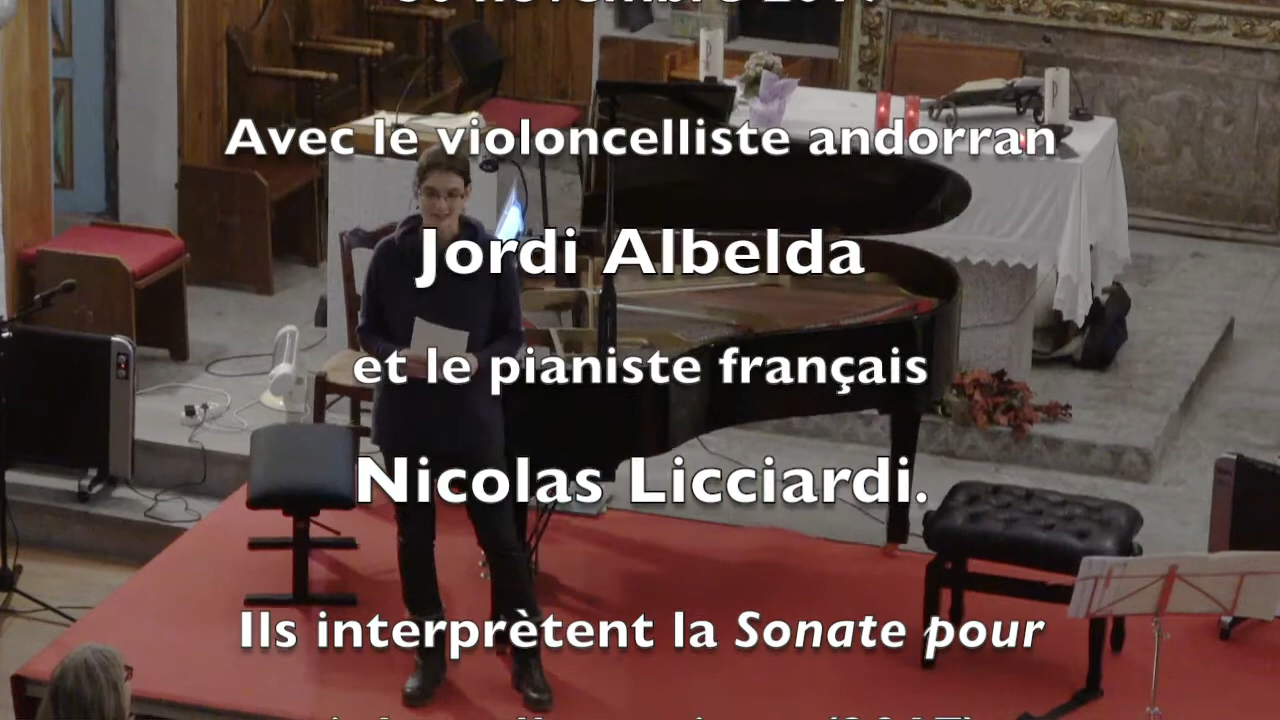 Avec le violoncelliste andorran
Jordi Albelda
et le pianiste français
Nicolas Licciardi.
Ils interprètent la Sonate pour